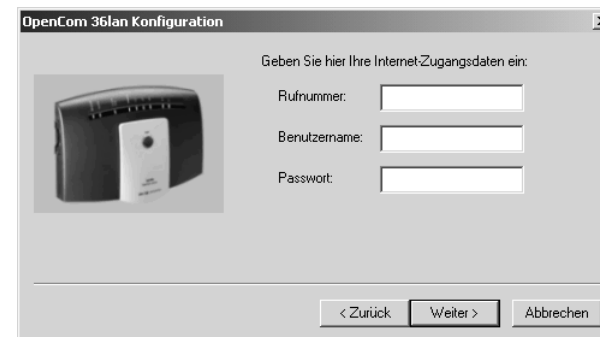 OpenCom 36lan Konfiguration
Geben Sie hier Ihre Internet-Zugangsdaten ein:
Rufnummer:
Benutzername:
Passwort:
< Zurück
Weiter >
Abbrechen